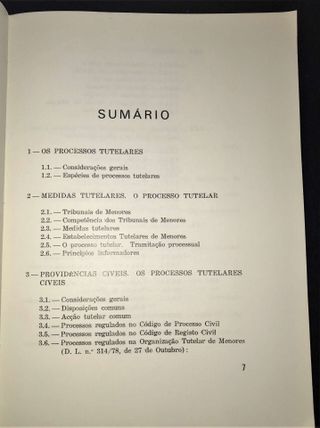 SUMÁRIO
1 — OS PROCESSOS TUTELARES
1.1. — Considerações gerais
1.2. — Espécies de processos tutelares
2 — MEDIDAS TUTELARES. O PROCESSO TUTELAR
2.1. — Tribunais de Menores
2.2. — Competência dos Tribunais de Menores
2.3. — Medidas tutelares
2.4. — Estabelecimentos Tutelares de Menores
2.5. — O processo tutelar. Tramitação processual
2.6. — Princípios informadores
3 — PROVIDÊNCIAS CÍVEIS. OS PROCESSOS TUTELARES
CÍVEIS
3.1. — Considerações gerais
3.2. — Disposições comuns
3.3. — Acção tutelar comum
3.4. — Processos regulados no Código de Processo Civil
3.5. — Processos regulados no Código de Registo Civil
3.6. — Processos regulados na Organização Tutelar de Menores
(D. L. n.º 314/78, de 27 de Outubro) :
7